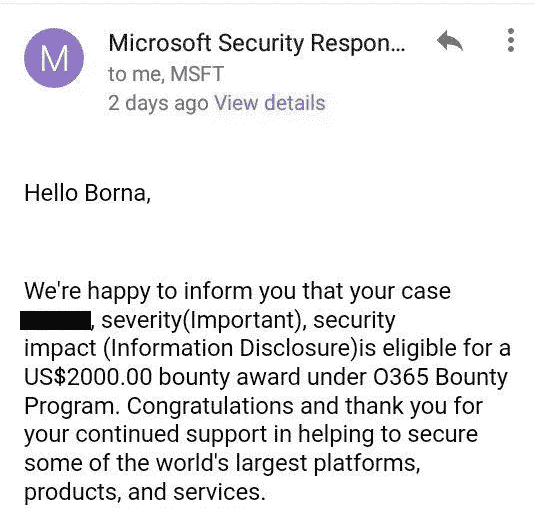 M
Microsoft Security Respon...
to me, MSFT
2 days ago View details
Hello Borna,
We're happy to inform you that your case
, severity(Important), security
impact (Information Disclosure)is eligible for a
US$2000.00 bounty award under O365 Bounty
Program. Congratulations and thank you for
your continued support in helping to secure
some of the world's largest platforms,
products, and services.